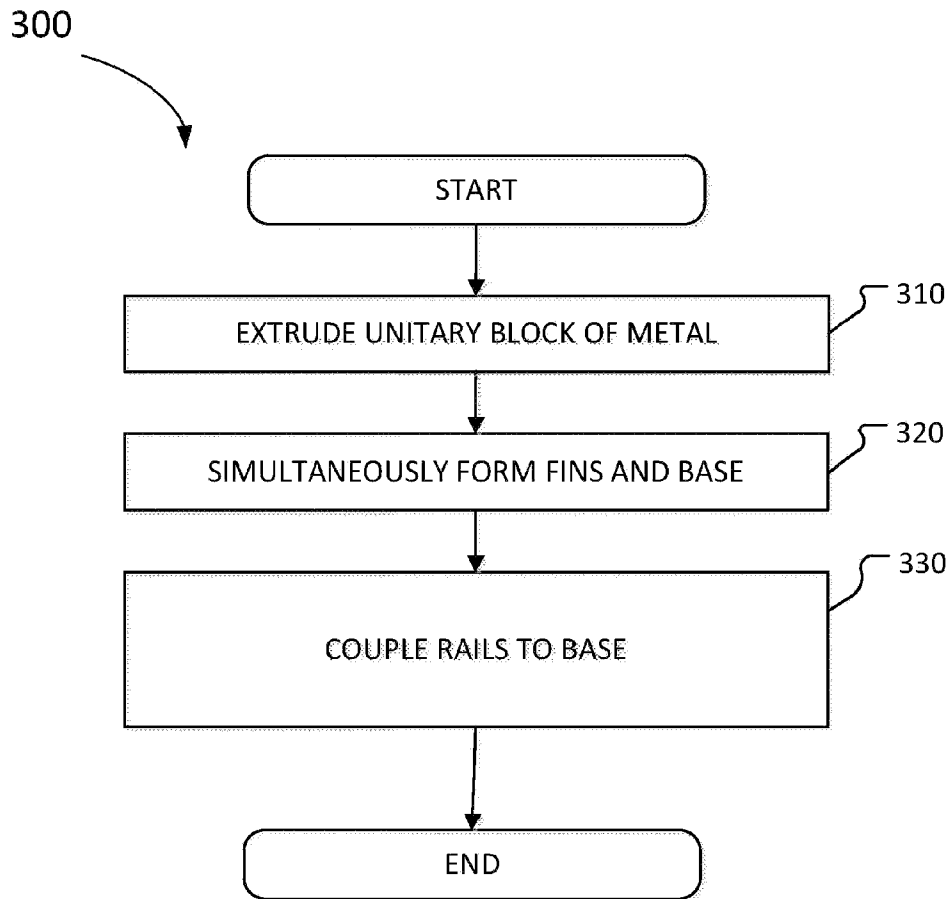 300
START
310
EXTRUDE UNITARY BLOCK OF METAL
320
SIMULTANEOUSLY FORM FINS AND BASE
330
COUPLE RAILS TO BASE
END